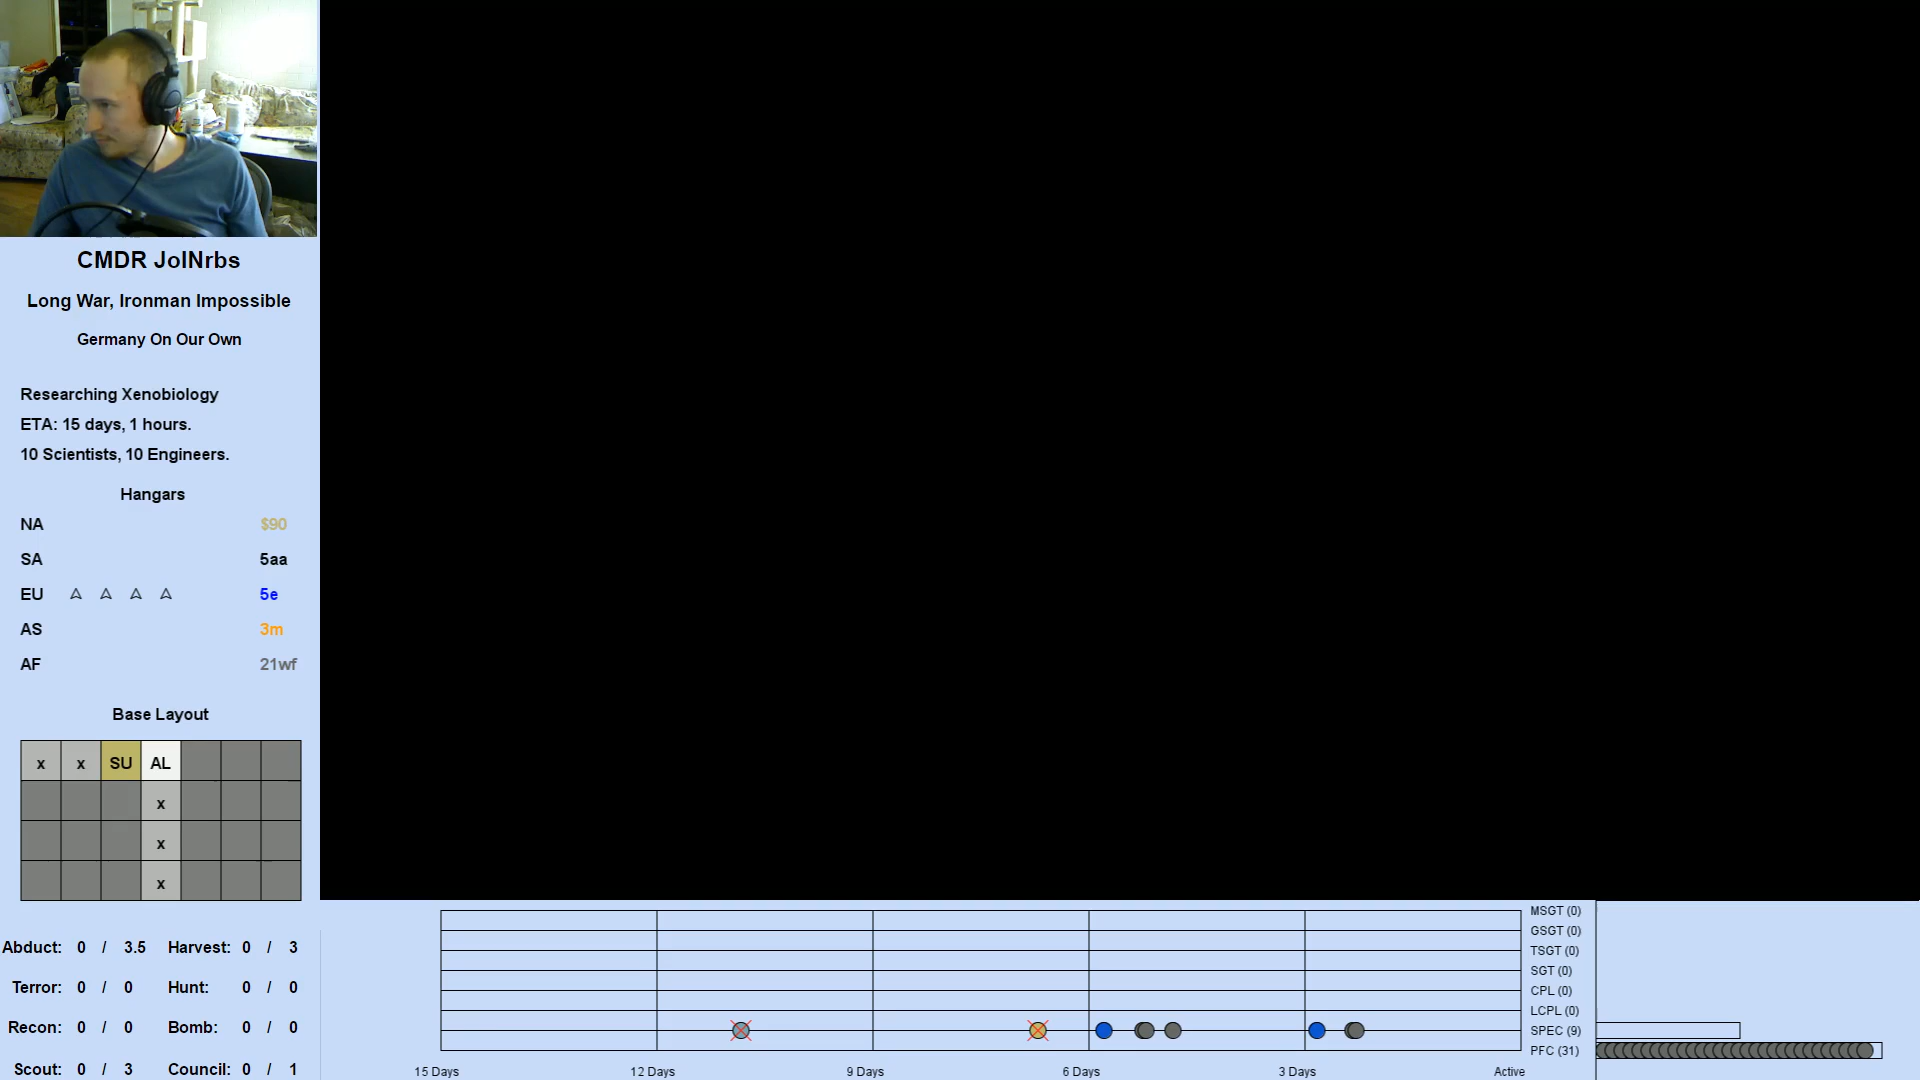 CMDR JolNrbs
Long War, Ironman Impossible
Germany On Our Own
Researching Xenobiology
ETA: 15 days, 1 hours.
10 Scientists, 10 Engineers.
Hangars
NA $90
SA 5aa
EU 5e
AS 3m
AF 21wf
Base Layout
x x SU AL
x
x
x
Abduct: 0 / 3.5 Harvest: 0 / 3
Terror: 0 / 0 Hunt: 0 / 0
Recon: 0 / 0 Bomb: 0 / 0
Scout: 0 / 3 Council: 0 / 1
MSGT (0)
GSGT (0)
TSGT (0)
SGT (0)
CPL (0)
LCPL (0)
SPEC (9)
PFC (31)
15 Days 12 Days 9 Days 6 Days 3 Days Active